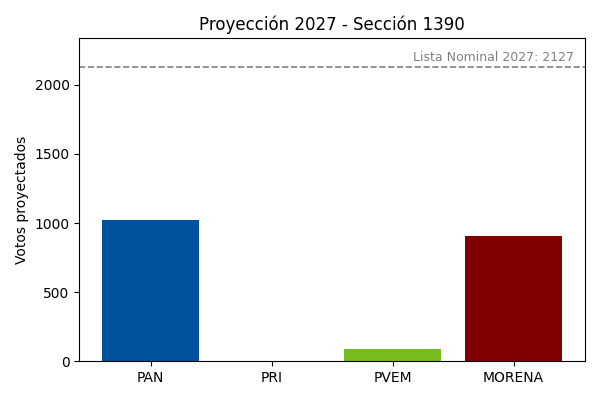 Proyección 2027 - Sección 1390
Lista Nominal 2027: 2127
Votos proyectados
2000
1500
1000
500
0
PAN PRI PVEM MORENA